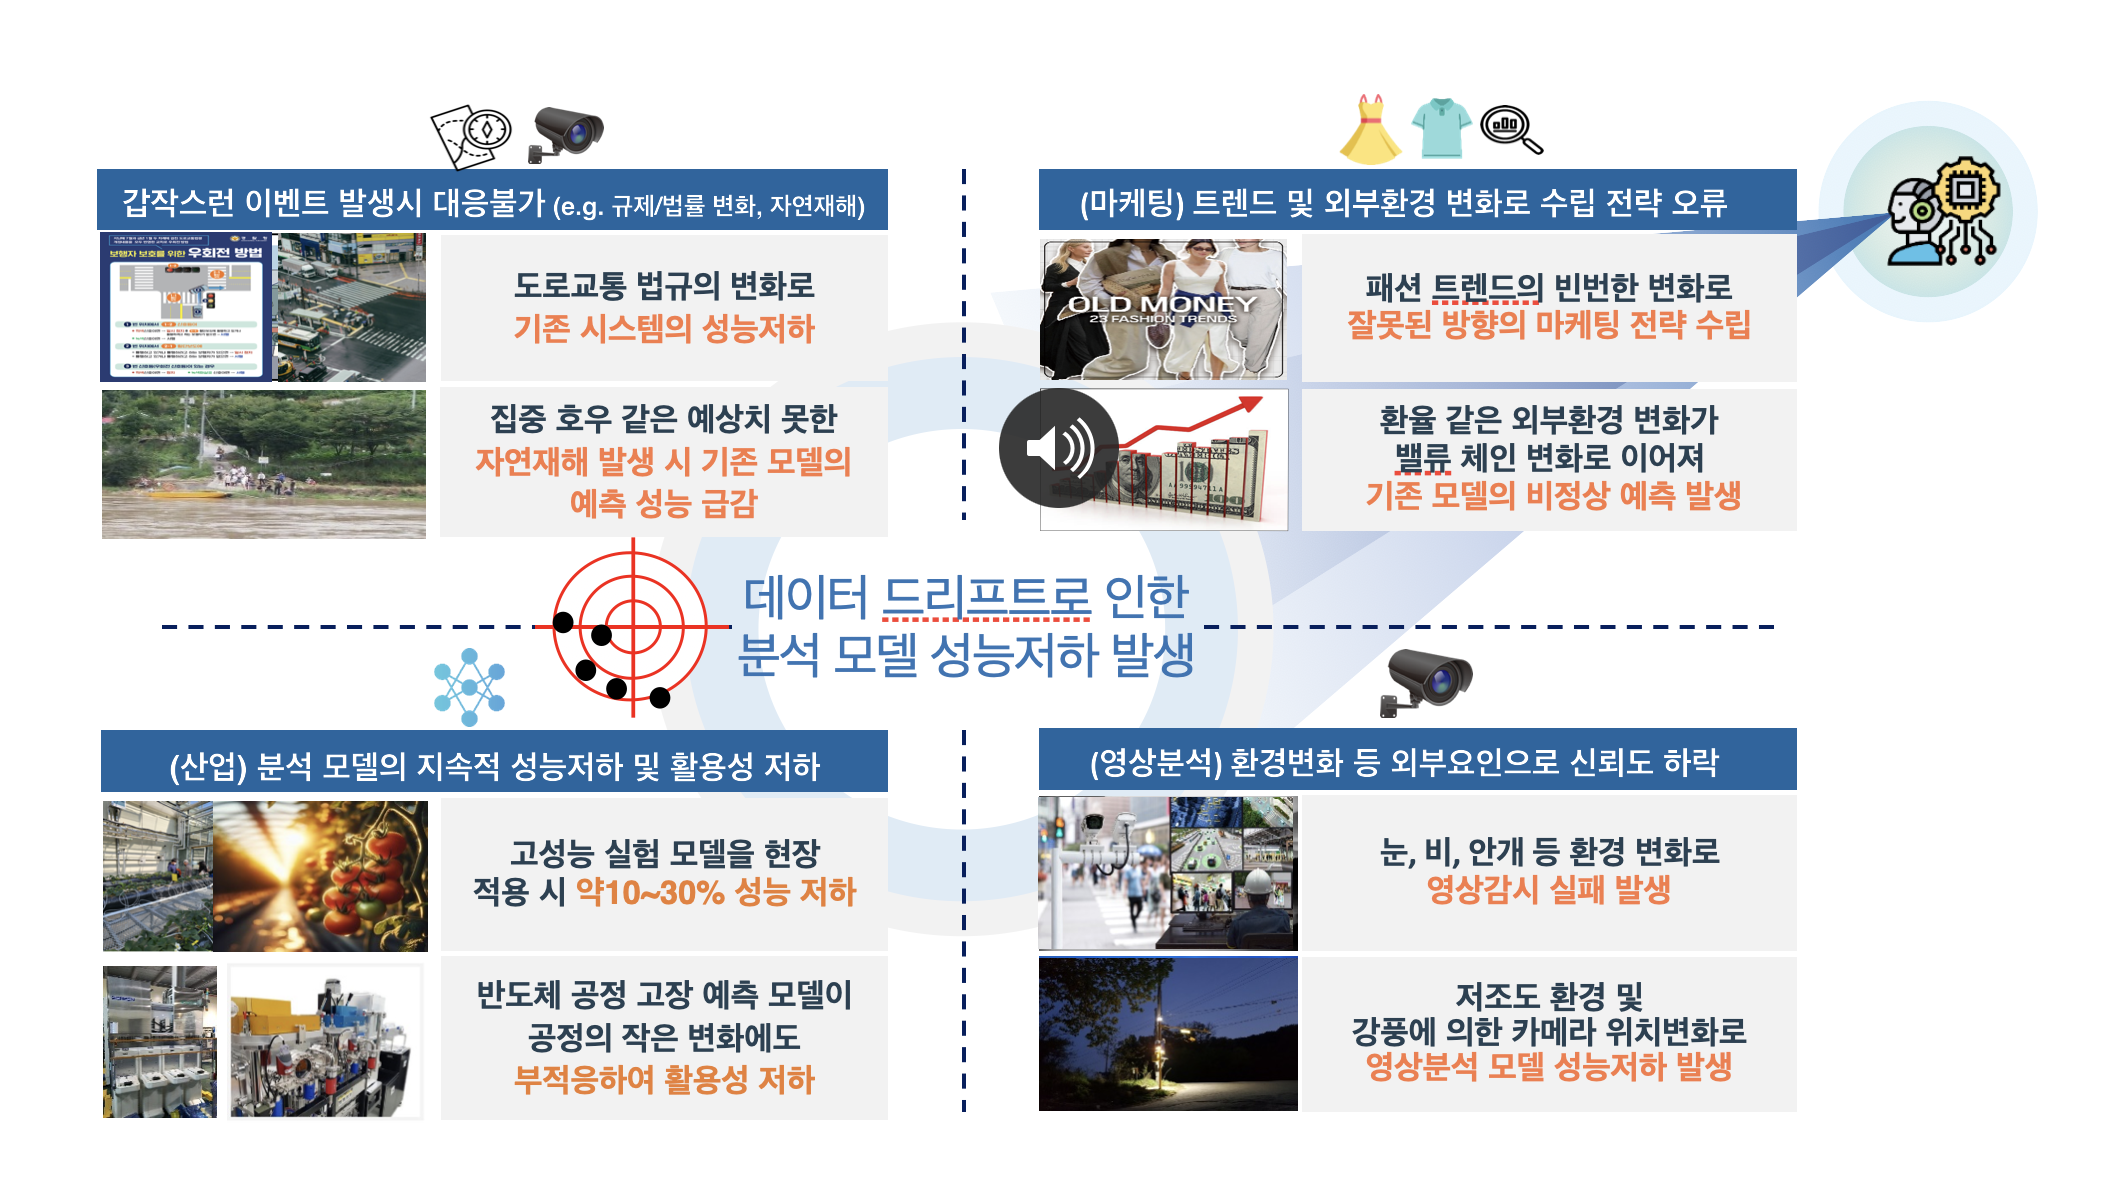 갑작스런 이벤트 발생시 대응불가 (e.g. 규제/법률 변화, 자연재해)
보행자 보호를 위한 우회전 방법
도로교통 법규의 변화로
기존 시스템의 성능저하
집중 호우 같은 예상치 못한
자연재해 발생 시 기존 모델의
예측 성능 급감
(마케팅) 트렌드 및 외부환경 변화로 수립 전략 오류
OLD MONEY
23 FASHION TRENDS
패션 트렌드의 빈번한 변화로
잘못된 방향의 마케팅 전략 수립
환율 같은 외부환경 변화가
밸류 체인 변화로 이어져
기존 모델의 비정상 예측 발생
데이터 드리프트로 인한
분석 모델 성능저하 발생
(산업) 분석 모델의 지속적 성능저하 및 활용성 저하
고성능 실험 모델을 현장
적용 시 약10~30% 성능 저하
반도체 공정 고장 예측 모델이
공정의 작은 변화에도
부적응하여 활용성 저하
(영상분석) 환경변화 등 외부요인으로 신뢰도 하락
눈, 비, 안개 등 환경 변화로
영상감시 실패 발생
저조도 환경 및
강풍에 의한 카메라 위치변화로
영상분석 모델 성능저하 발생